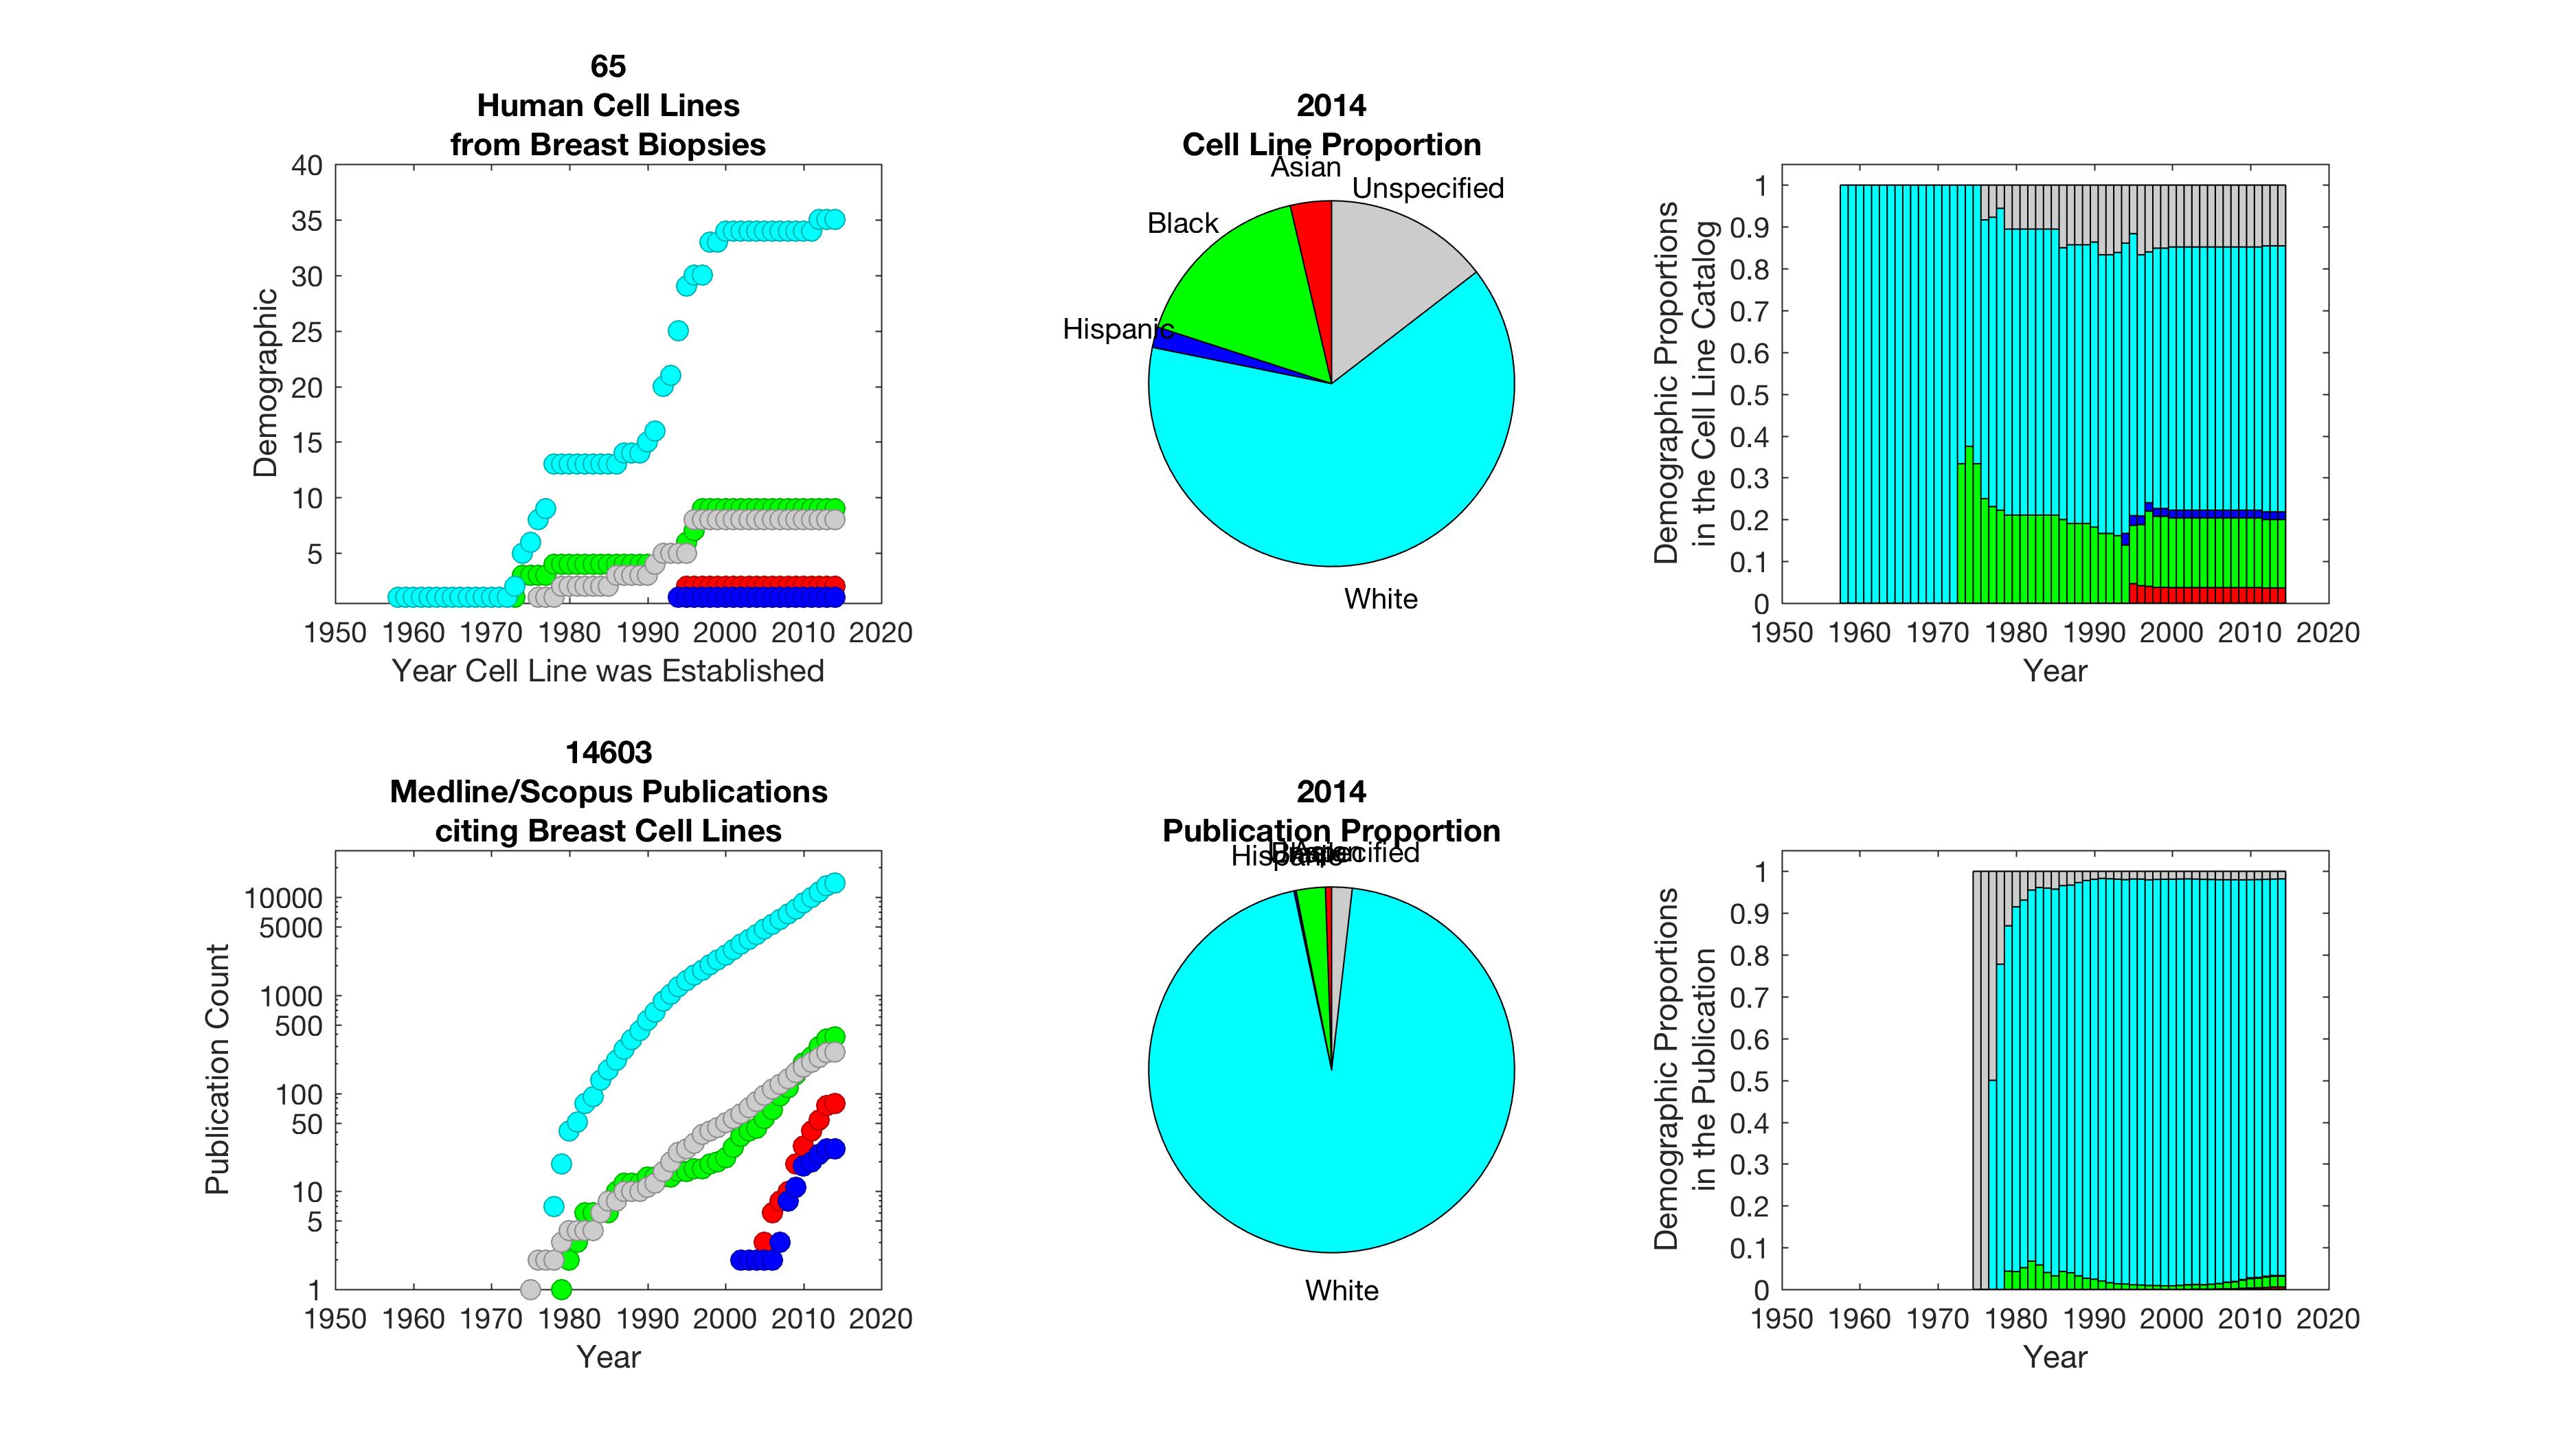 65
Human Cell Lines
from Breast Biopsies
40
35
30
25
20
15
10
5
Demographic
1950 1960 1970 1980 1990 2000 2010 2020
Year Cell Line was Established
2014
Cell Line Proportion
Asian
Unspecified
Black
Hispanic
White
Demographic Proportions
in the Cell Line Catalog
1
0.9
0.8
0.7
0.6
0.5
0.4
0.3
0.2
0.1
0
1950 1960 1970 1980 1990 2000 2010 2020
Year
14603
Medline/Scopus Publications
citing Breast Cell Lines
10000
5000
1000
500
100
50
10
5
1
Publication Count
1950 1960 1970 1980 1990 2000 2010 2020
Year
2014
Publication Proportion
Hispanic
White
Demographic Proportions
in the Publication
1
0.9
0.8
0.7
0.6
0.5
0.4
0.3
0.2
0.1
0
1950 1960 1970 1980 1990 2000 2010 2020
Year